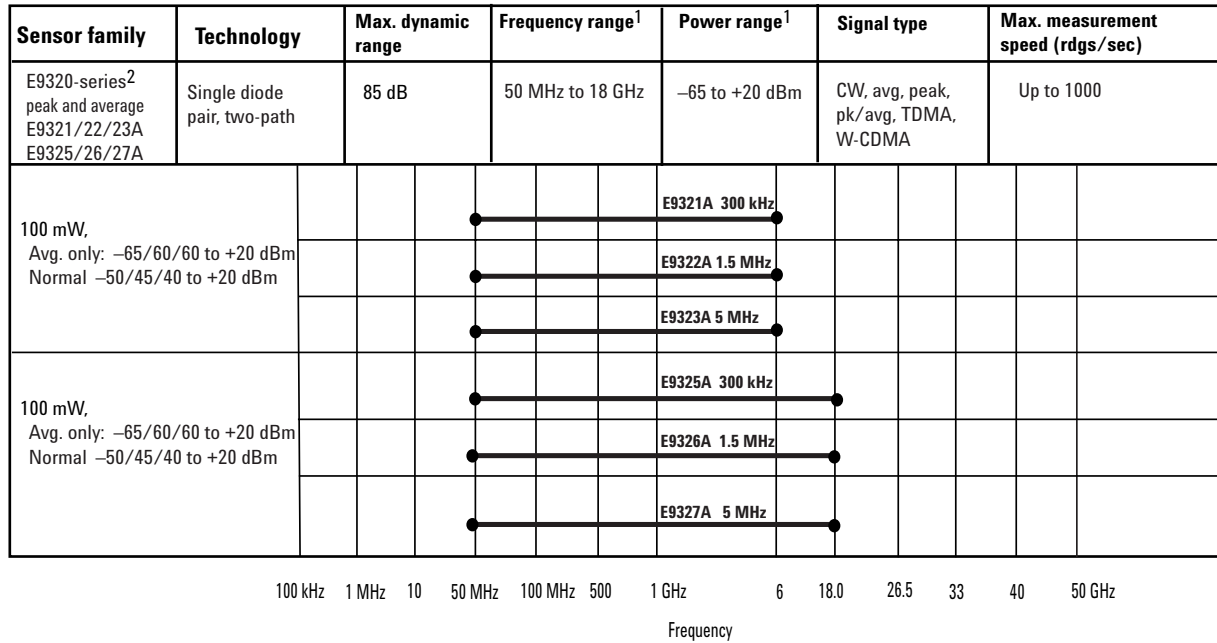 Sensor family
Technology
Max. dynamic
range
Frequency range1
Power range1
Signal type
Max. measurement
speed (rdgs/sec)
E9320-series2
peak and average
E9321/22/23A
E9325/26/27A
Single diode
pair, two-path
85 dB
50 MHz to 18 GHz
–65 to +20 dBm
CW, avg, peak,
pk/avg, TDMA,
W-CDMA
Up to 1000
100 mW,
Avg. only: –65/60/60 to +20 dBm
Normal –50/45/40 to +20 dBm
E9321A 300 kHz
E9322A 1.5 MHz
E9323A 5 MHz
100 mW,
Avg. only: –65/60/60 to +20 dBm
Normal –50/45/40 to +20 dBm
E9325A 300 kHz
E9326A 1.5 MHz
E9327A 5 MHz
100 kHz 1 MHz 10 50 MHz 100 MHz 500 1 GHz 6 18.0 26.5 33 40 50 GHz
Frequency